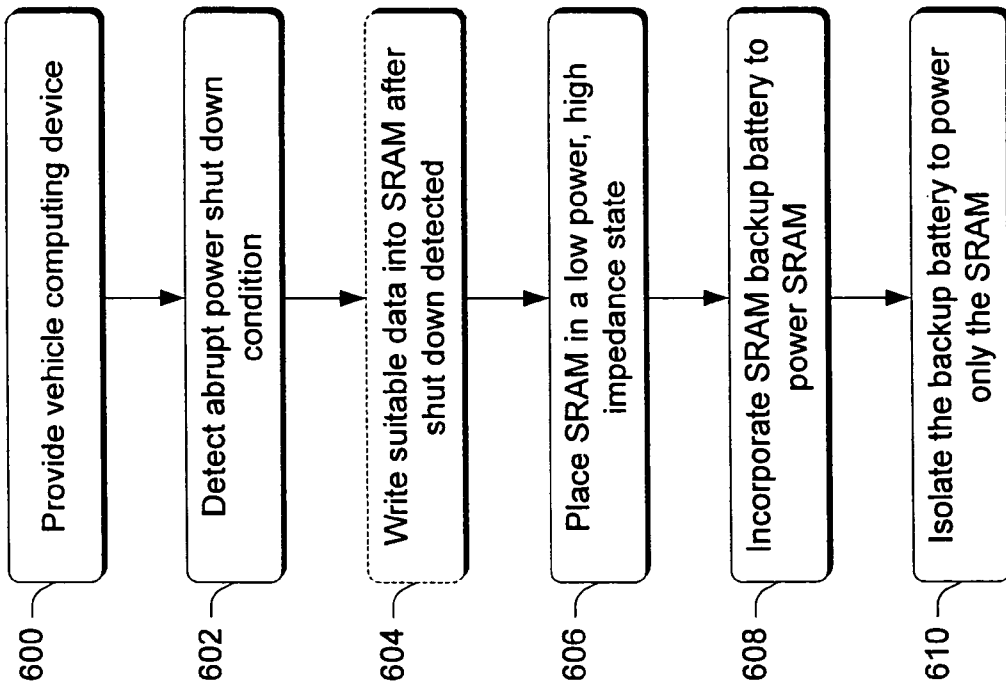 600
Provide vehicle computing device
602
Detect abrupt power shut down
condition
604
Write suitable data into SRAM after
shut down detected
606
Place SRAM in a low power, high
impedance state
608
Incorporate SRAM backup battery to
power SRAM
610
Isolate the backup battery to power
only the SRAM